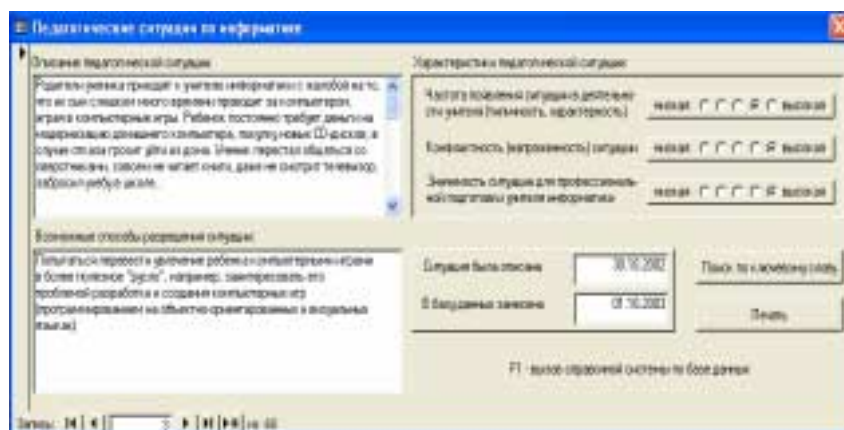 Педагогические ситуации по информатике
Описание педагогической ситуации
Родители ученика приходят к учителю информатики с жалобой на то,
что их сын слишком много времени проводит за компьютером,
играя в компьютерные игры. Ребенок постоянно требует деньги на
модернизацию домашнего компьютера, покупку новых CD-дисков, в
случае отказа грозит уйти из дома. Ученик перестал общаться со
сверстниками, совсем не читает книги, даже не смотрит телевизор,
забросил учебу в школе.
Возможные способы разрешения ситуации
Попытаться перевести увлечение ребенка компьютерными играми
в более полезное "русло", например, заинтересовать его
проблемой разработки и создания компьютерных игр
(программированием на объектно-ориентированных и визуальных
языках).
Характеристики педагогической ситуации
Частота появления ситуации в деятельно-
сти учителя (типичность, характерность)
низкая высокая
Конфликтность (напряженность) ситуации
низкая высокая
Значимость ситуации для профессиональ-
ной подготовки учителя информатики
низкая высокая
Ситуация была описана
.10.2002
Поиск по ключевому слову
В базу данных занесена
01.10.2003
Печать
F1 - вызов справочной системы по базе данных
Запись: из